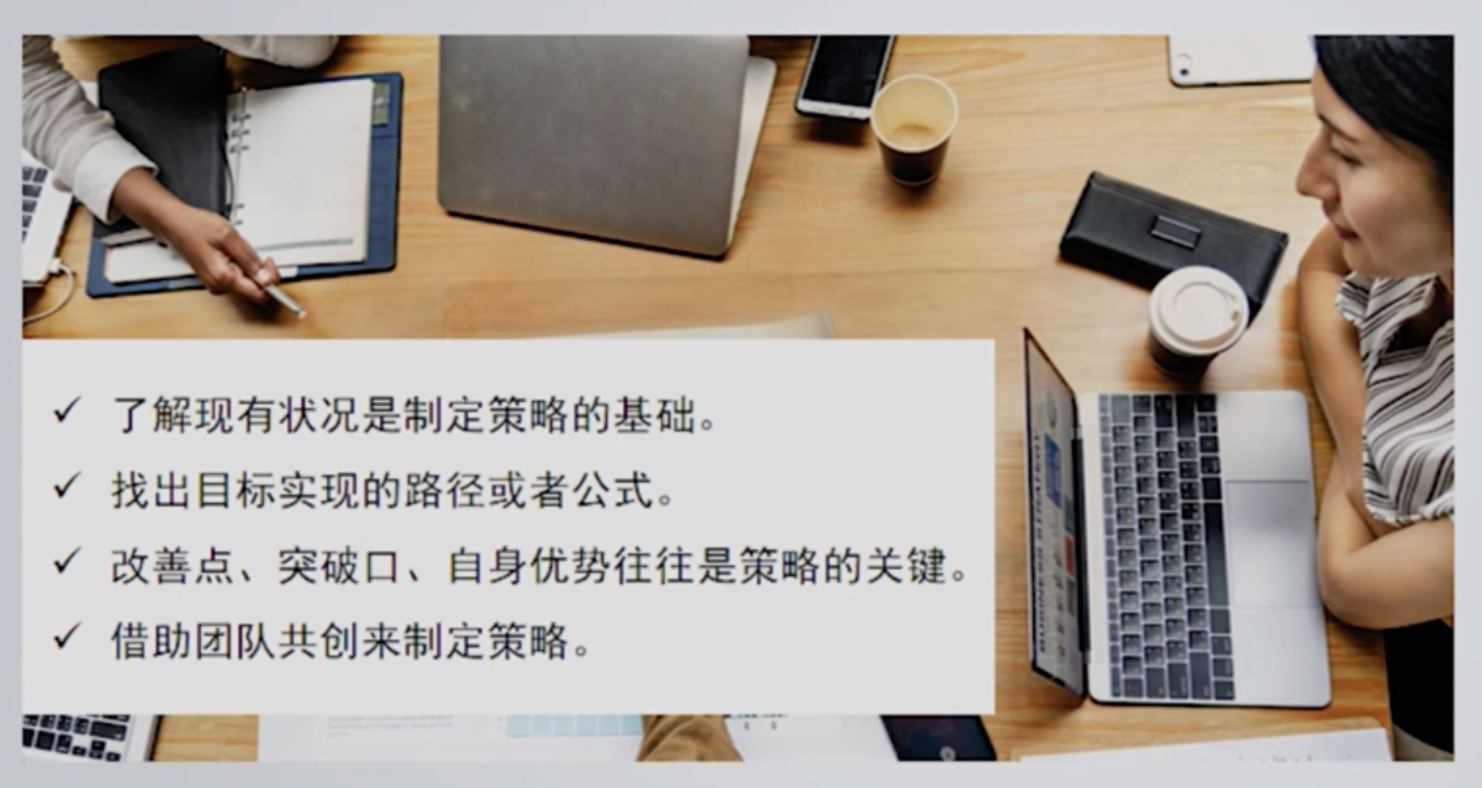 ✓ 了解现有状况是制定策略的基础。
✓ 找出目标实现的路径或者公式。
✓ 改善点、突破口、自身优势往往是策略的关键。
✓ 借助团队共创来制定策略。